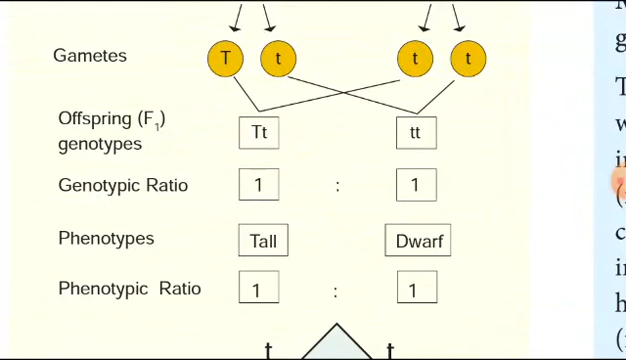 Gametes T t t t
Offspring (F1)
genotypes Tt tt
Genotypic Ratio 1 : 1
Phenotypes Tall Dwarf
Phenotypic Ratio 1 : 1
t t